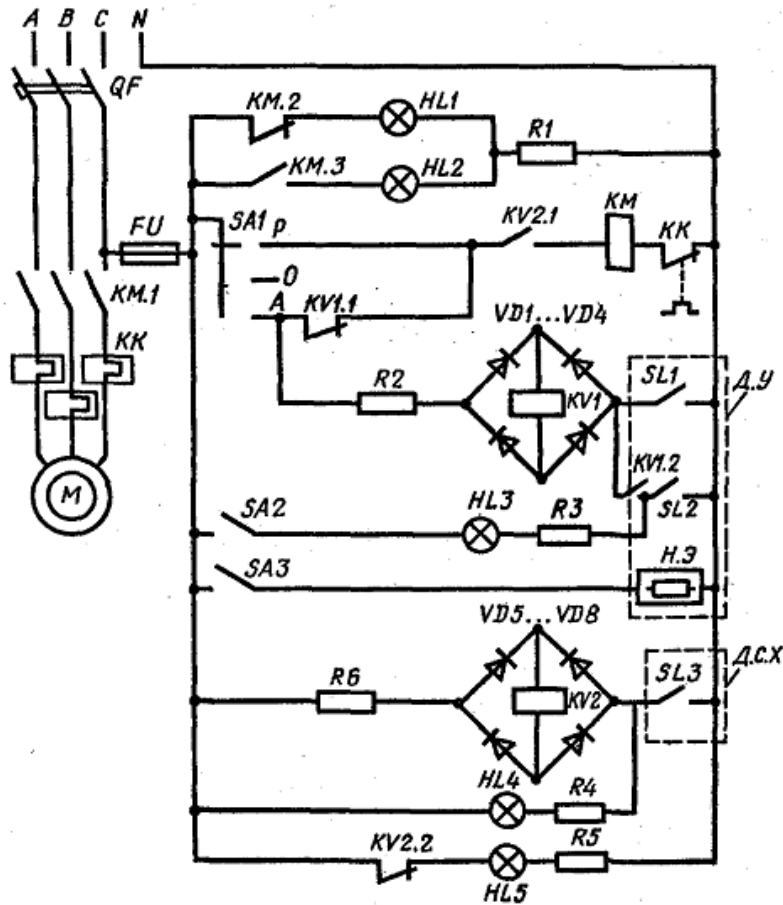 A B C N
QF
KM.2 HL1
R1
KM.3 HL2
SA1 р KV2.1 KM KK
FU
0
KM.1 A KV1.1
KK VD1...VD4
R2 KV1 SL1 Д.У
KV1.2
M SA2 HL3 R3 SL2
SA3 Н.Э
VD5...VD8
R6 KV2 SL3 Д.С.Х
HL4 R4
KV2.2 R5
HL5